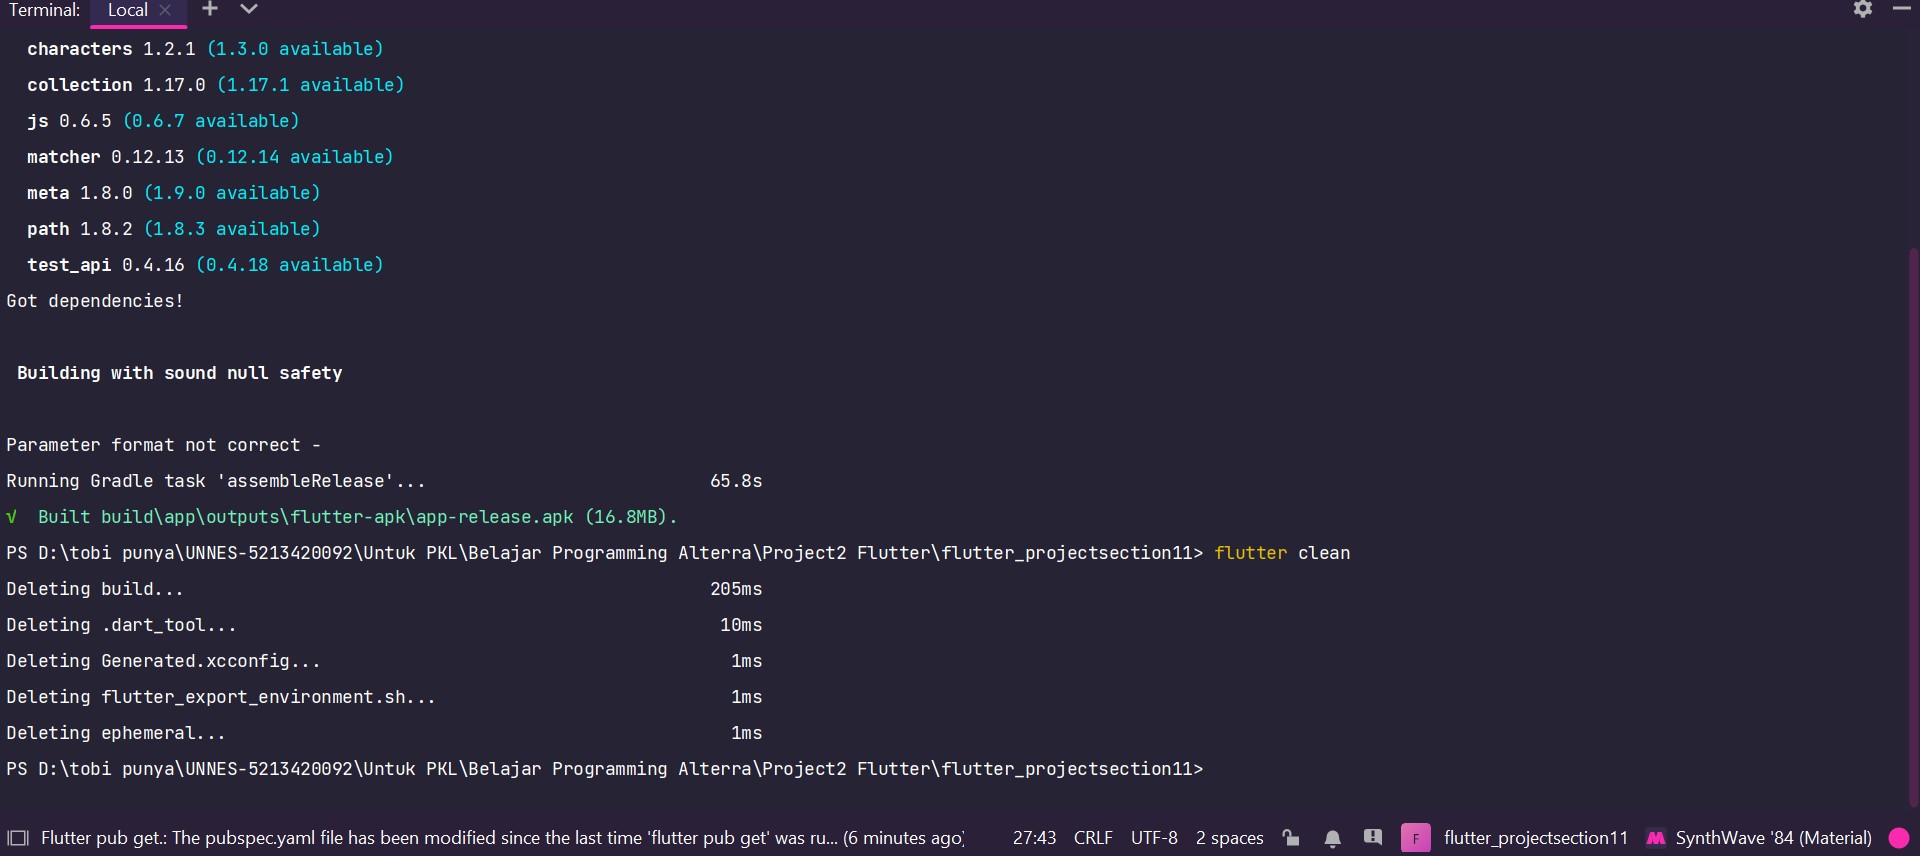 Terminal: Local
characters 1.2.1 (1.3.0 available)
collection 1.17.0 (1.17.1 available)
js 0.6.5 (0.6.7 available)
matcher 0.12.13 (0.12.14 available)
meta 1.8.0 (1.9.0 available)
path 1.8.2 (1.8.3 available)
test_api 0.4.16 (0.4.18 available)
Got dependencies!
Building with sound null safety
Parameter format not correct -
Running Gradle task 'assembleRelease'... 65.8s
√ Built build\app\outputs\flutter-apk\app-release.apk (16.8MB).
PS D:\tobi punya\UNNES-5213420092\Untuk PKL\Belajar Programming Alterra\Project2 Flutter\flutter_projectsection11> flutter clean
Deleting build... 205ms
Deleting .dart_tool... 10ms
Deleting Generated.xcconfig... 1ms
Deleting flutter_export_environment.sh... 1ms
Deleting ephemeral... 1ms
PS D:\tobi punya\UNNES-5213420092\Untuk PKL\Belajar Programming Alterra\Project2 Flutter\flutter_projectsection11>
Flutter pub get.: The pubspec.yaml file has been modified since the last time 'flutter pub get' was ru... (6 minutes ago) 27:43 CRLF UTF-8 2 spaces F flutter_projectsection11 SynthWave '84 (Material)